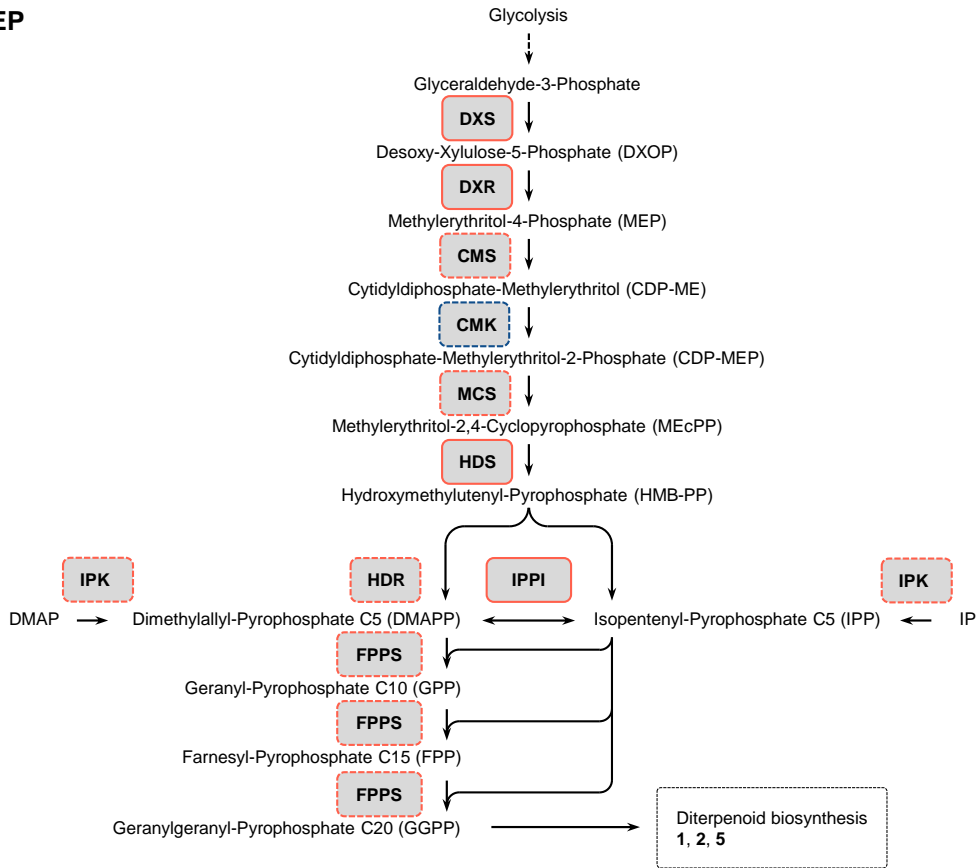 EP
Glycolysis
Glyceraldehyde-3-Phosphate
DXS
Desoxy-Xylulose-5-Phosphate (DXOP)
DXR
Methylerythritol-4-Phosphate (MEP)
CMS
Cytidyldiphosphate-Methylerythritol (CDP-ME)
CMK
Cytidyldiphosphate-Methylerythritol-2-Phosphate (CDP-MEP)
MCS
Methylerythritol-2,4-Cyclopyrophosphate (MEcPP)
HDS
Hydroxymethylutenyl-Pyrophosphate (HMB-PP)
IPK HDR IPPI IPK
DMAP Dimethylallyl-Pyrophosphate C5 (DMAPP) Isopentenyl-Pyrophosphate C5 (IPP) IP
FPPS
Geranyl-Pyrophosphate C10 (GPP)
FPPS
Farnesyl-Pyrophosphate C15 (FPP)
FPPS
Geranylgeranyl-Pyrophosphate C20 (GGPP)
Diterpenoid biosynthesis
1, 2, 5